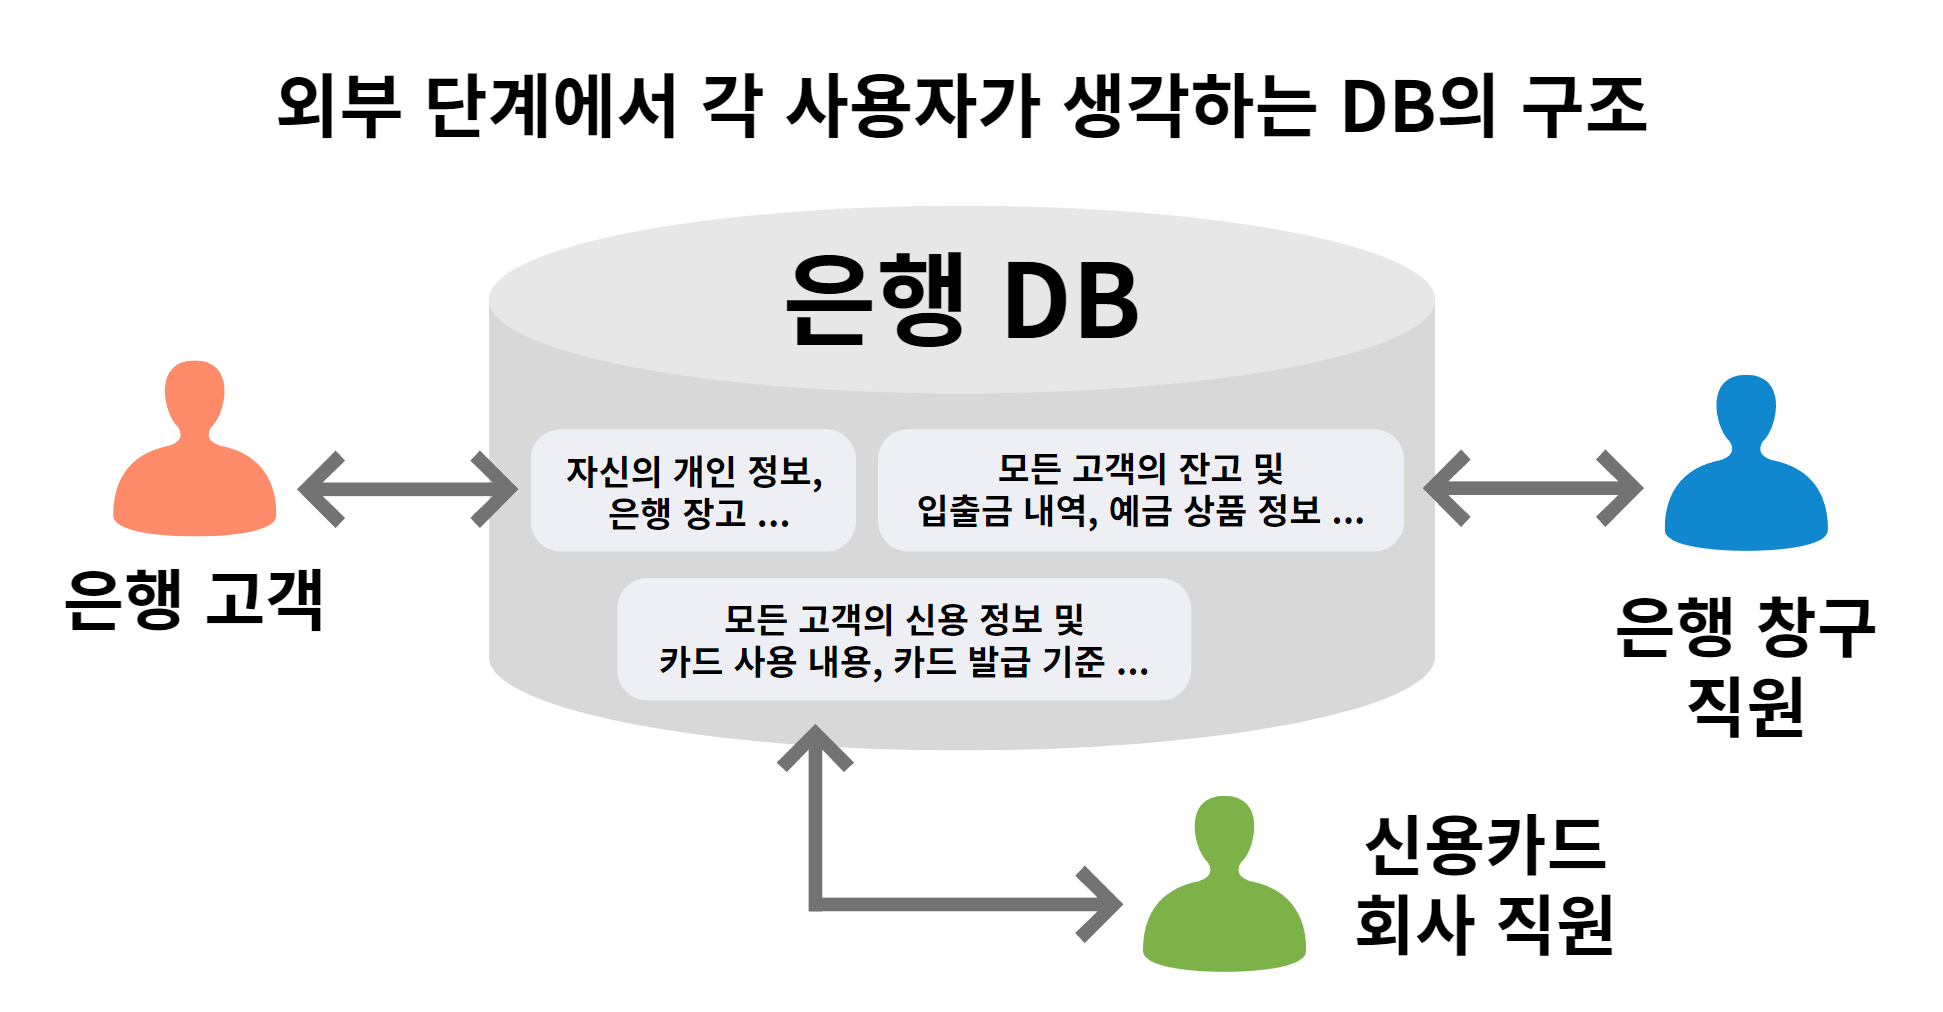 외부 단계에서 각 사용자가 생각하는 DB의 구조
은행 DB
자신의 개인 정보,
은행 장고 ...
모든 고객의 잔고 및
입출금 내역, 예금 상품 정보 ...
모든 고객의 신용 정보 및
카드 사용 내용, 카드 발급 기준 ...
은행 고객
은행 창구
직원
신용카드
회사 직원